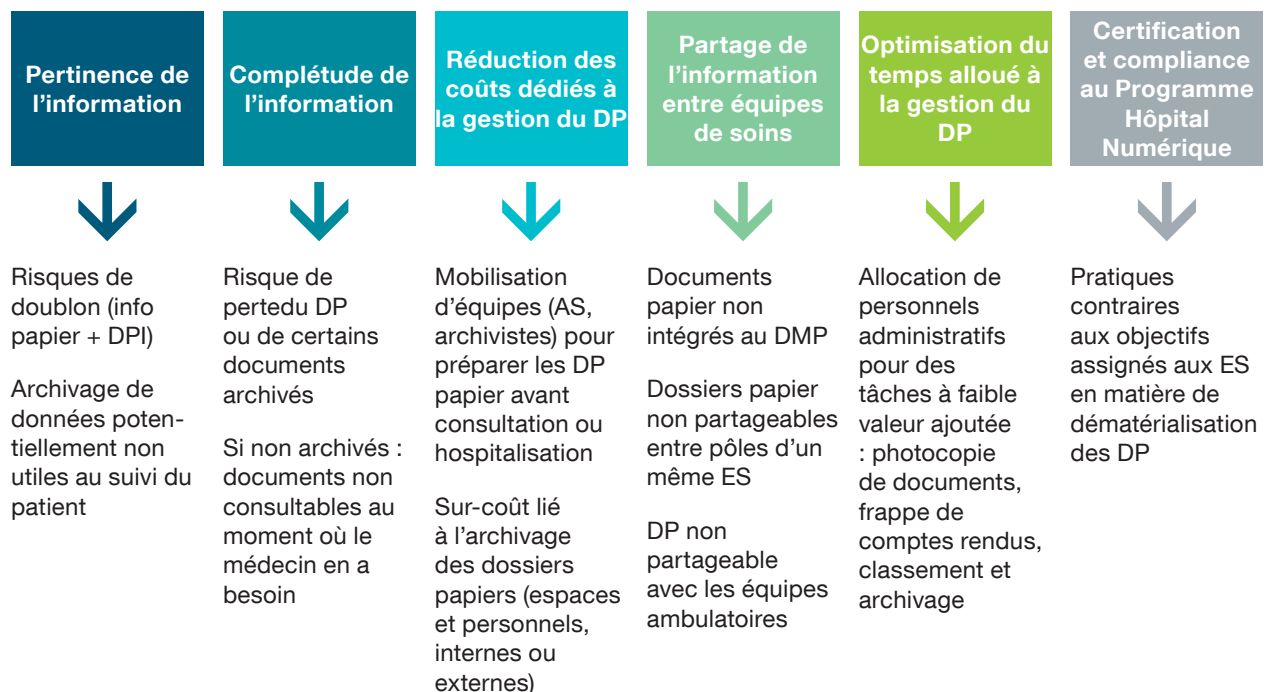 Pertinence de
l'information
Complétude de
l'information
Réduction des
coûts dédiés à
la gestion du DP
Partage de
l'information
entre équipes
de soins
Optimisation du
temps alloué à
la gestion du
DP
Certification
et compliance
au Programme
Hôpital
Numérique
Risques de
doublon (info
papier + DPI)
Archivage de
données poten-
tiellement non
utiles au suivi du
patient
Risque de
pertedu DP
ou de certains
documents
archivés
Si non archivés :
documents non
consultables au
moment où le
médecin en a
besoin
Mobilisation
d'équipes (AS,
archivistes) pour
préparer les DP
papier avant
consultation ou
hospitalisation
Sur-coût lié
à l'archivage
des dossiers
papiers (espaces
et personnels,
internes ou
externes)
Documents
papier non
intégrés au DMP
Dossiers papier
non partageables
entre pôles d'un
même ES
DP non
partageable
avec les équipes
ambulatoires
Allocation de
personnels
administratifs
pour des
tâches à faible
valeur ajoutée
: photocopie
de documents,
frappe de
comptes rendus,
classement et
archivage
Pratiques
contraires
aux objectifs
assignés aux ES
en matière de
dématérialisation
des DP